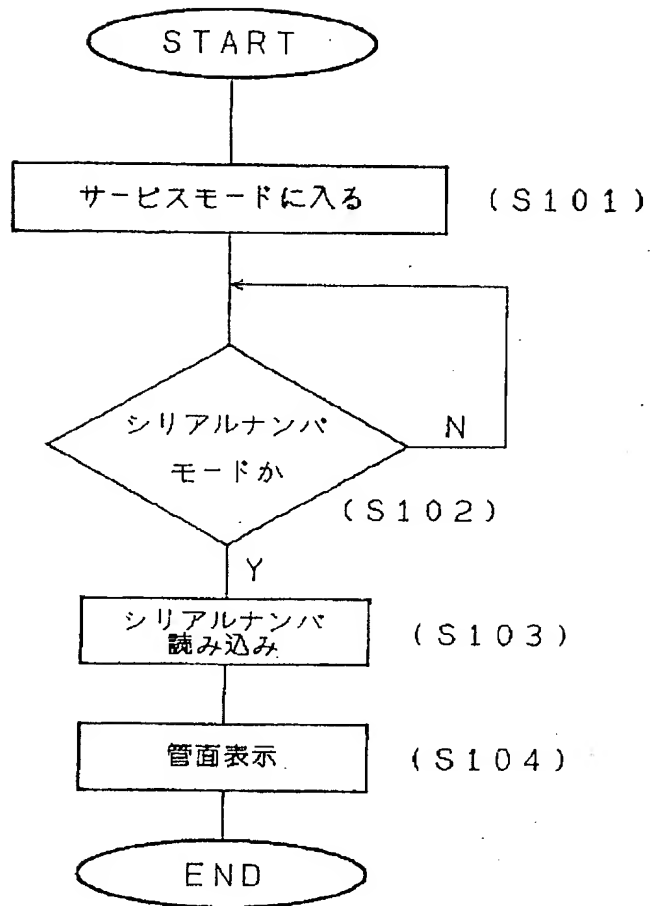 START
サービスモードに入る
(S101)
シリアルナンバ
モードか
N
(S102)
Y
シリアルナンバ
読み込み
(S103)
管面表示
(S104)
END